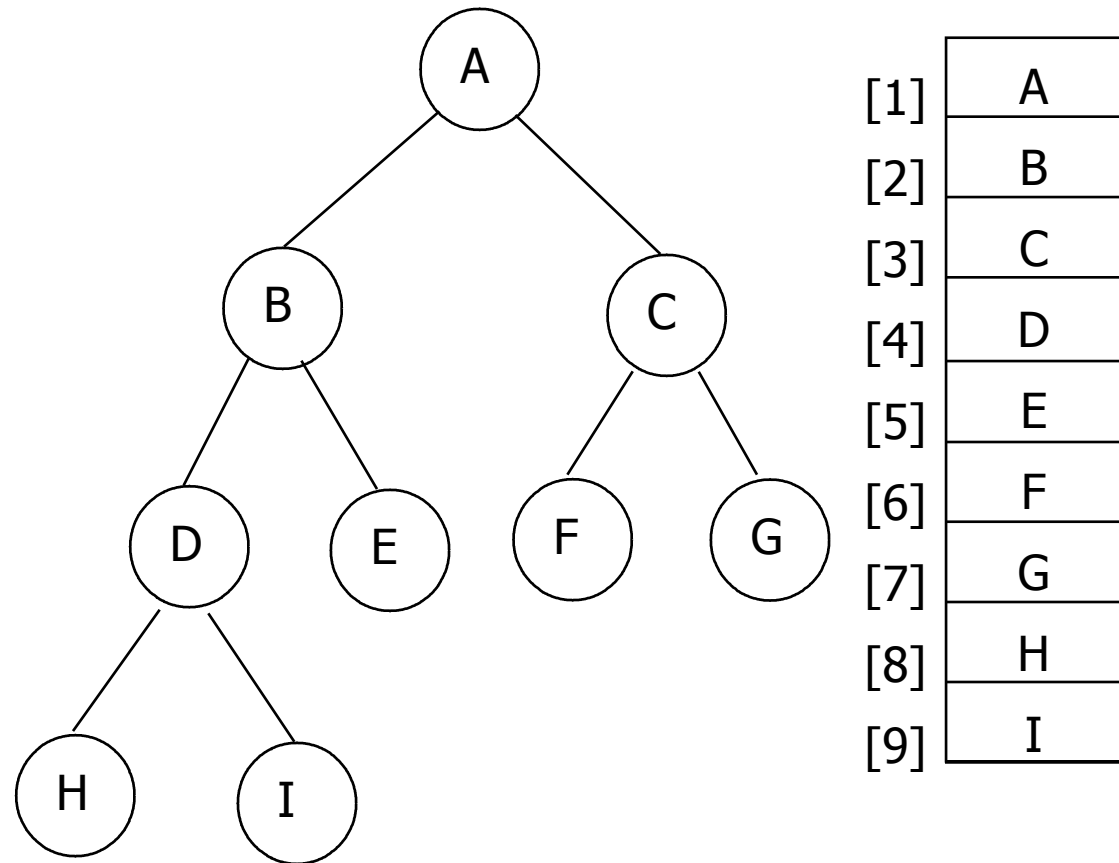 A
B
C
D
E
F
G
H
I
[1] A
[2] B
[3] C
[4] D
[5] E
[6] F
[7] G
[8] H
[9] I